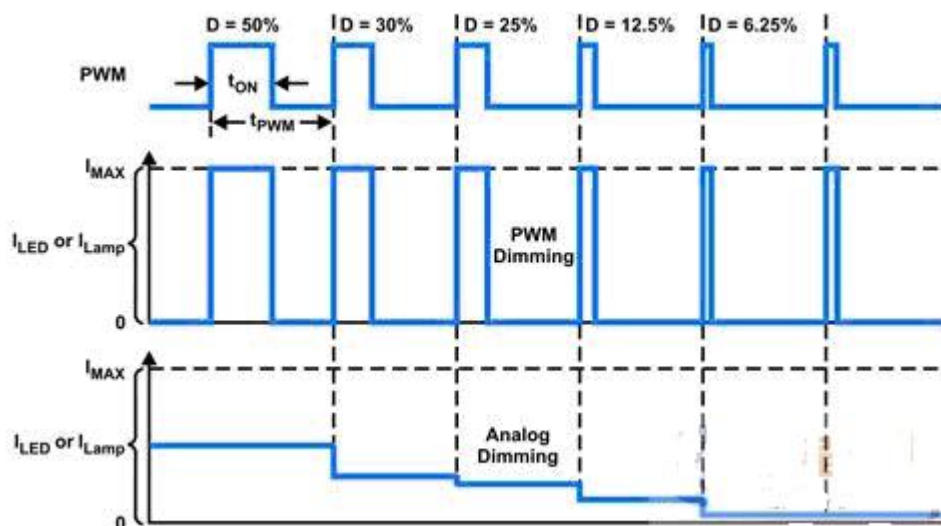 D = 50% D = 30% D = 25% D = 12.5% D = 6.25%
PWM
tON
tPWM
IMAX
ILED or ILamp
PWM
Dimming
0
IMAX
ILED or ILamp
Analog
Dimming
0